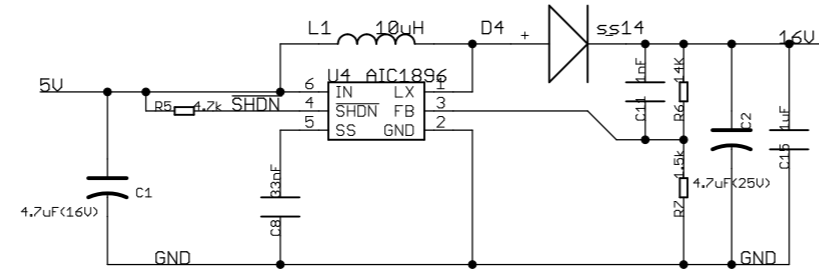 L1 10uH D4 + ss14 16V
5V U4 AIC1896
R5 4.7k SHDN
6 IN LX 1
4 SHDN FB 3
5 SS GND 2
1nF
C11
14K
R6
1.5k
R7
C2
4.7uF(25V)
1uF
C15
33nF
C8
C1
4.7uF(16V)
GND GND